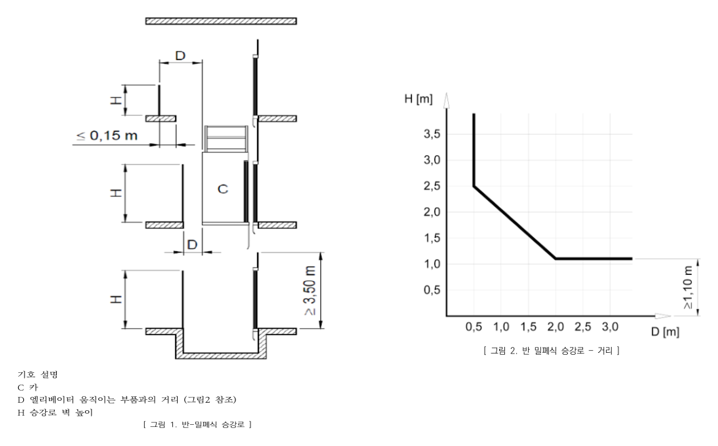 D
H
≤ 0,15 m
H
C
D
H
≥ 3,50 m
기호 설명
C 카
D 엘리베이터 움직이는 부품과의 거리 (그림2 참조)
H 승강로 벽 높이
[ 그림 1. 반-밀폐식 승강로 ]
H [m]
3,5
3,0
2,5
2,0
1,5
1,0
0,5
0,5 1,0 1,5 2,0 2,5 3,0
D [m]
≥1,10 m
[ 그림 2. 반 밀폐식 승강로 - 거리 ]